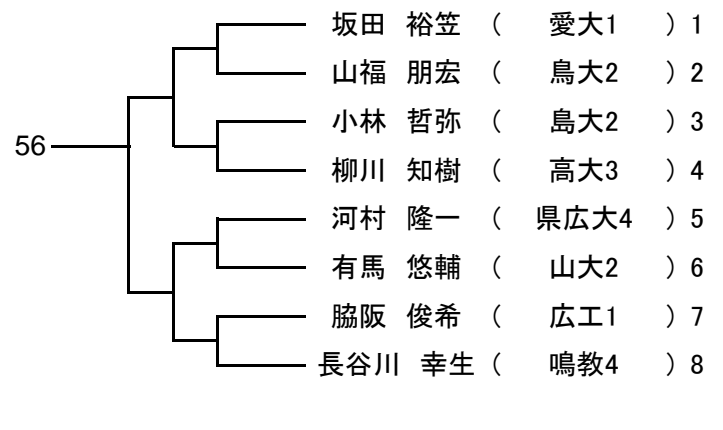 坂田 裕笠 ( 愛大1 ) 1
山福 朋宏 ( 鳥大2 ) 2
小林 哲弥 ( 島大2 ) 3
56
柳川 知樹 ( 高大3 ) 4
河村 隆一 ( 県広大4 ) 5
有馬 悠輔 ( 山大2 ) 6
脇阪 俊希 ( 広工1 ) 7
長谷川 幸生 ( 鳴教4 ) 8